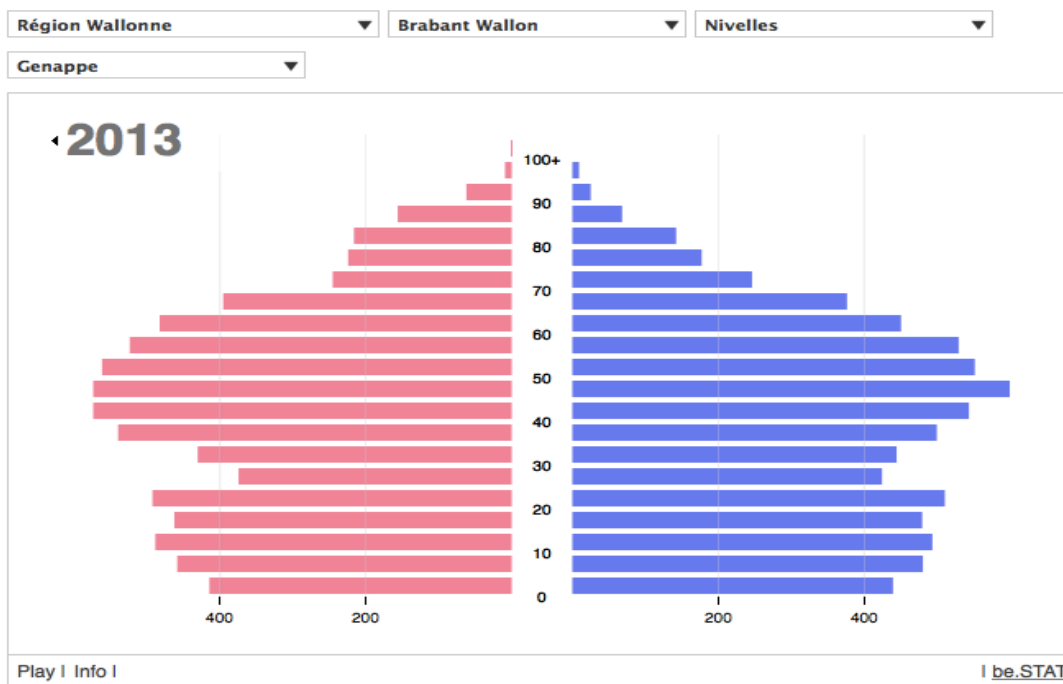 Région Wallonne
Brabant Wallon
Nivelles
Genappe
2013
100+
90
80
70
60
50
40
30
20
10
0
400 200 200 400
Play I Info I
I be.STAT